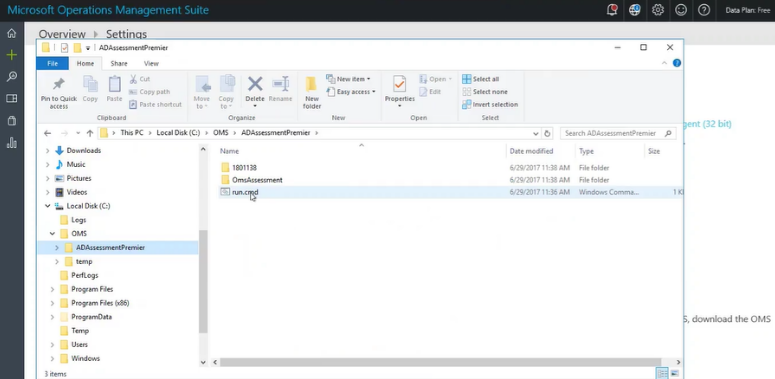 Microsoft Operations Management Suite
Data Plan: Free
Overview > Settings
ADAssessmentPremier
File Home Share View
Pin to Quick access
Copy
Paste
Cut
Copy path
Paste shortcut
Clipboard
Move to
Copy to
Delete
Rename
Organize
New folder
New item
Easy access
New
Properties
Open
Edit
Open
Select all
Select none
Invert selection
Select
This PC > Local Disk (C:) > OMS > ADAssessmentPremier >
Search ADAssessmentPremier
gent (32 bit)
Downloads
Music
Pictures
Videos
Local Disk (C:)
Logs
OMS
ADAssessmentPremier
temp
PerfLogs
Program Files
Program Files (x86)
ProgramData
Temp
Users
Windows
Name Date modified Type Size
1801138 6/29/2017 11:38 AM File folder
OmsAssessment 6/29/2017 11:38 AM File folder
run.cmd 6/29/2017 11:36 AM Windows Comma... 1 K
S, download the OMS
3 items